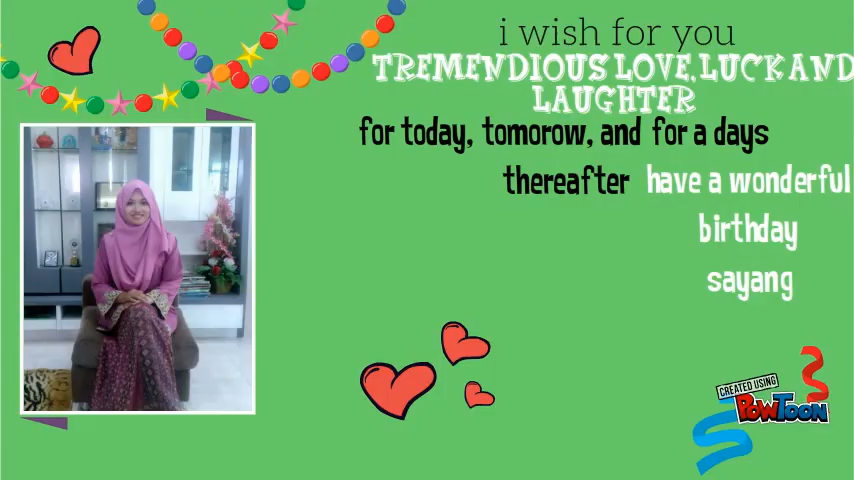 i wish for you
TREMENDIOUS LOVE, LUCK AND
LAUGHTER
for today, tomorow, and for a days
thereafter have a wonderful
birthday
sayang
CREATED USING
POWTOON